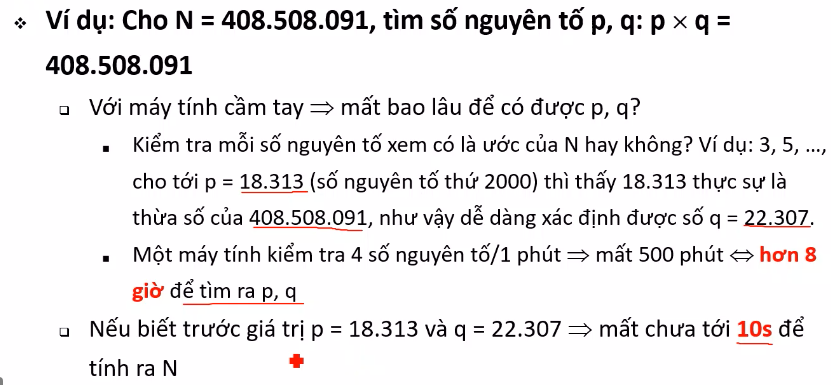 ❖ Ví dụ: Cho N = 408.508.091, tìm số nguyên tố p, q: p × q =
408.508.091
❑ Với máy tính cầm tay ⟹ mất bao lâu để có được p, q?
▪ Kiểm tra mỗi số nguyên tố xem có là ước của N hay không? Ví dụ: 3, 5, ...,
cho tới p = 18.313 (số nguyên tố thứ 2000) thì thấy 18.313 thực sự là
thừa số của 408.508.091, như vậy dễ dàng xác định được số q = 22.307.
▪ Một máy tính kiểm tra 4 số nguyên tố/1 phút ⟹ mất 500 phút ⟺ hơn 8
giờ để tìm ra p, q
❑ Nếu biết trước giá trị p = 18.313 và q = 22.307 ⟹ mất chưa tới 10s để
tính ra N